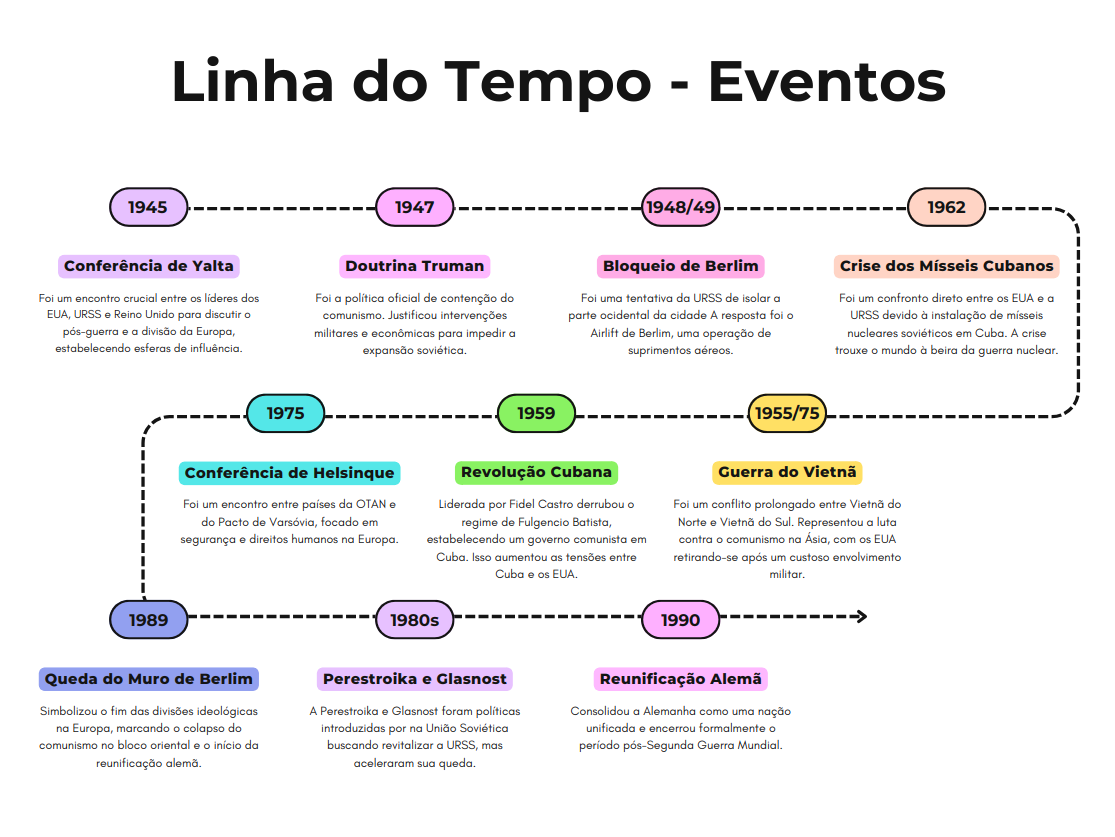 Linha do Tempo - Eventos
1945
1947
1948/49
1962
Conferência de Yalta
Foi um encontro crucial entre os líderes dos
EUA, URSS e Reino Unido para discutir o
pós-guerra e a divisão da Europa,
estabelecendo esferas de influência.
Doutrina Truman
Foi a política oficial de contenção do
comunismo. Justificou intervenções
militares e econômicas para impedir a
expansão soviética.
Bloqueio de Berlim
Foi uma tentativa da URSS de isolar a
parte ocidental da cidade A resposta foi o
Airlift de Berlim, uma operação de
suprimentos aéreos.
Crise dos Mísseis Cubanos
Foi um confronto direto entre os EUA e a
URSS devido à instalação de mísseis
nucleares soviéticos em Cuba. A crise
trouxe o mundo à beira da guerra nuclear.
1975
1959
1955/75
Conferência de Helsinque
Foi um encontro entre países da OTAN e
do Pacto de Varsóvia, focado em
segurança e direitos humanos na Europa.
Revolução Cubana
Liderada por Fidel Castro derrubou o
regime de Fulgencio Batista,
estabelecendo um governo comunista em
Cuba. Isso aumentou as tensões entre
Cuba e os EUA.
Guerra do Vietnã
Foi um conflito prolongado entre Vietnã do
Norte e Vietnã do Sul. Representou a luta
contra o comunismo na Ásia, com os EUA
retirando-se após um custoso envolvimento
militar.
1989
1980s
1990
Queda do Muro de Berlim
Simbolizou o fim das divisões ideológicas
na Europa, marcando o colapso do
comunismo no bloco oriental e o início da
reunificação alemã.
Perestroika e Glasnost
A Perestroika e Glasnost foram políticas
introduzidas por na União Soviética
buscando revitalizar a URSS, mas
aceleraram sua queda.
Reunificação Alemã
Consolidou a Alemanha como uma nação
unificada e encerrou formalmente o
período pós-Segunda Guerra Mundial.